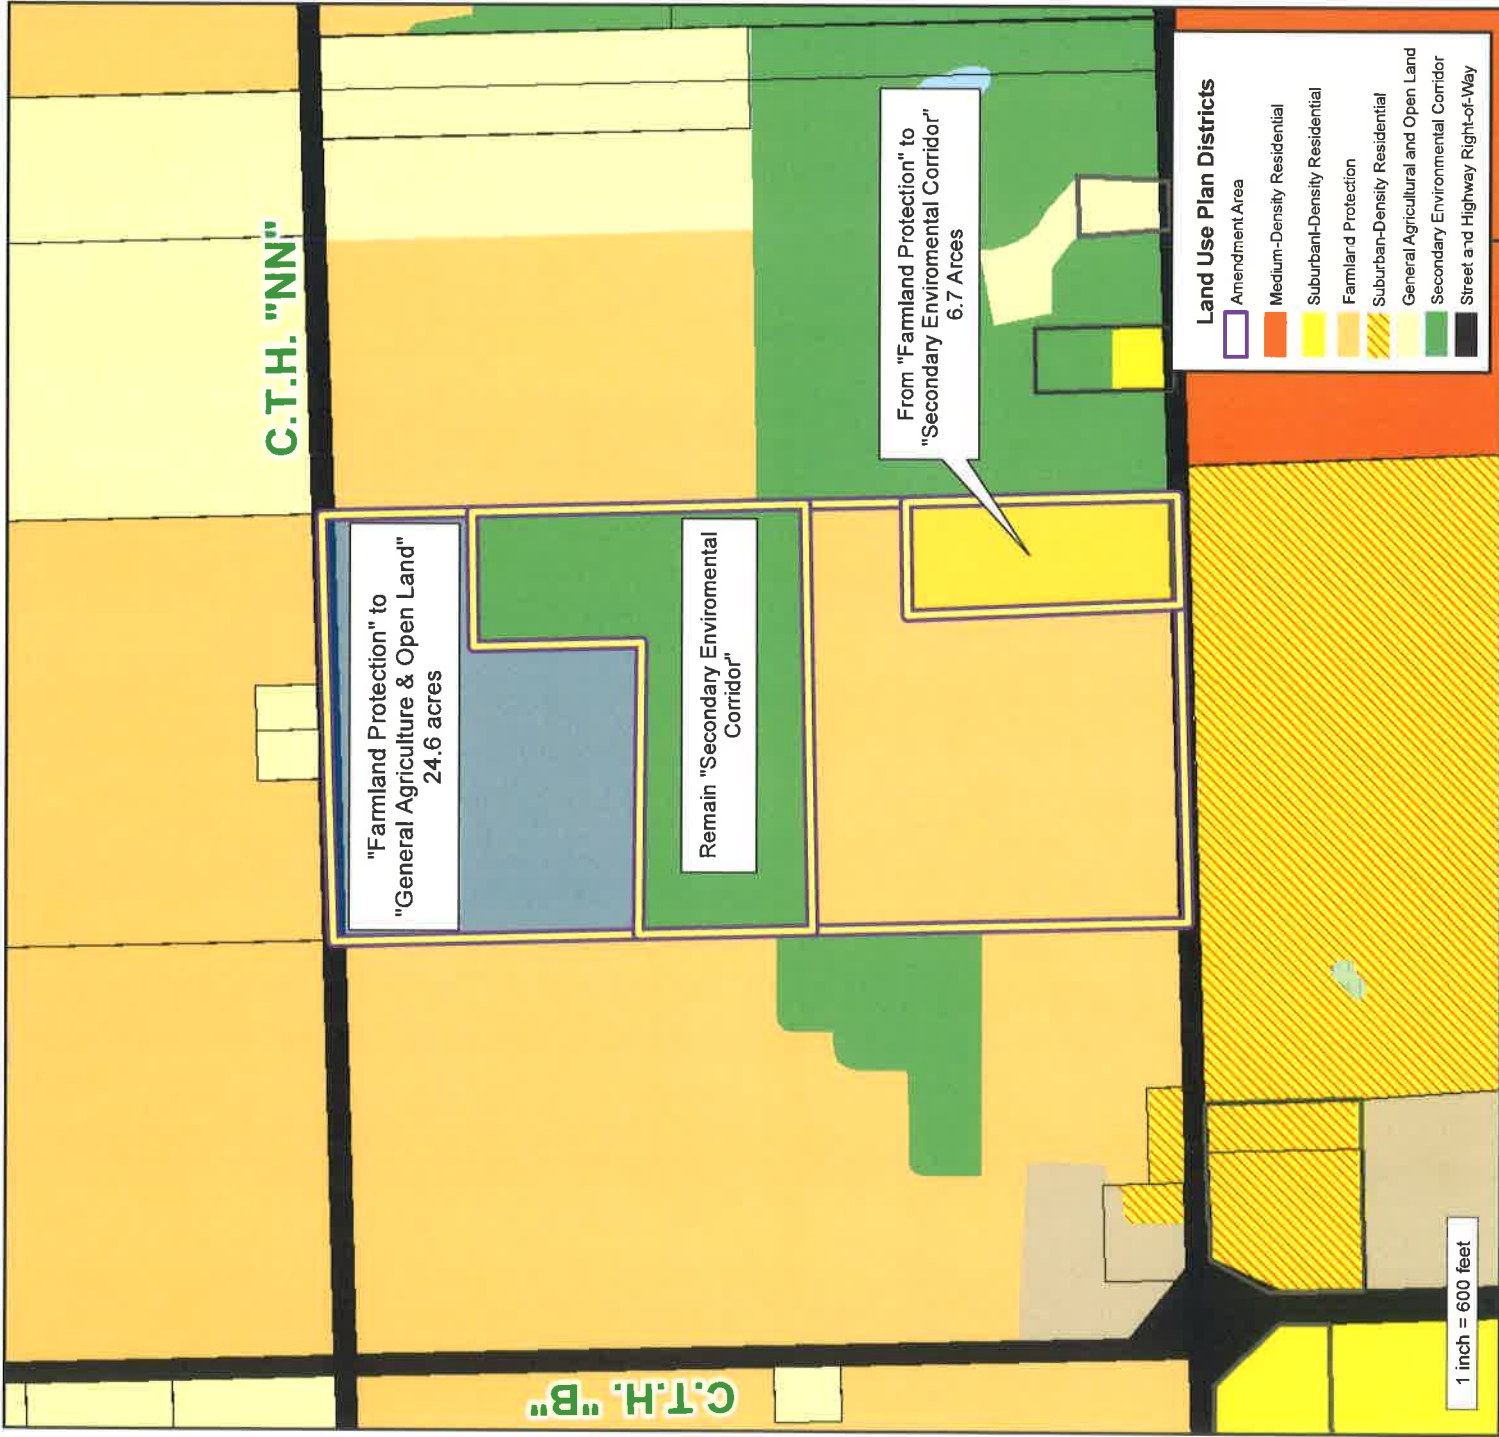 C.T.H. "NN"
"Farmland Protection" to
"General Agriculture & Open Land"
24.6 acres
Remain "Secondary Enviromental
Corridor"
From "Farmland Protection" to
"Secondary Enviromental Corridor"
6.7 Arces
C.T.H. "B"
Land Use Plan Districts
Amendment Area
Medium-Density Residential
Suburbanl-Density Residential
Farmland Protection
Suburban-Density Residential
General Agricultural and Open Land
Secondary Environmental Corridor
Street and Highway Right-of-Way
1 inch = 600 feet